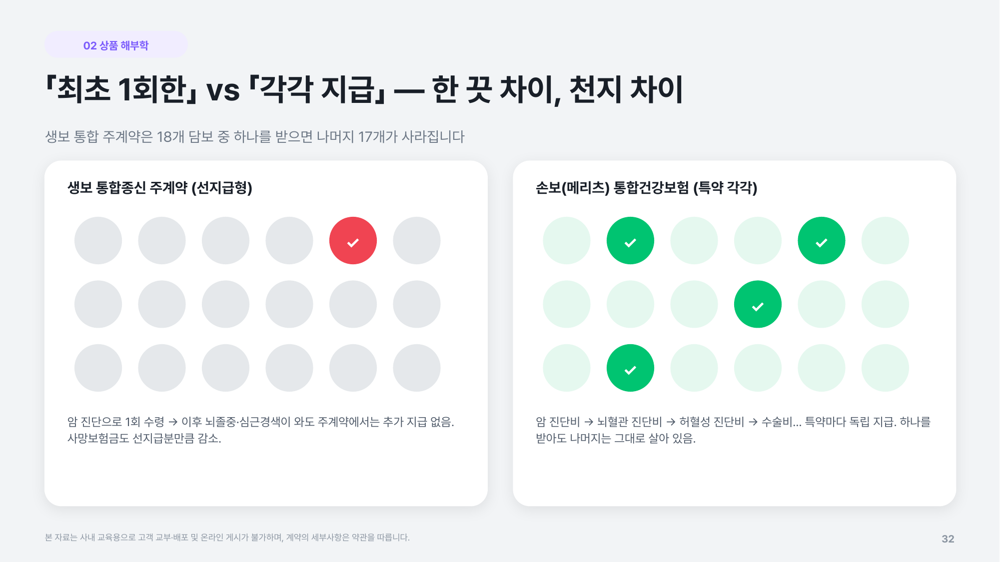 02 상품 해부학
「최초 1회한」 vs 「각각 지급」 — 한 끗 차이, 천지 차이
생보 통합 주계약은 18개 담보 중 하나를 받으면 나머지 17개가 사라집니다
생보 통합종신 주계약 (선지급형)
✓
암 진단으로 1회 수령 → 이후 뇌졸중·심근경색이 와도 주계약에서는 추가 지급 없음.
사망보험금도 선지급분만큼 감소.
손보(메리츠) 통합건강보험 (특약 각각)
✓ ✓
✓
✓
암 진단비 → 뇌혈관 진단비 → 허혈성 진단비 → 수술비... 특약마다 독립 지급. 하나를
받아도 나머지는 그대로 살아 있음.
본 자료는 사내 교육용으로 고객 교부·배포 및 온라인 게시가 불가하며, 계약의 세부사항은 약관을 따릅니다.
32